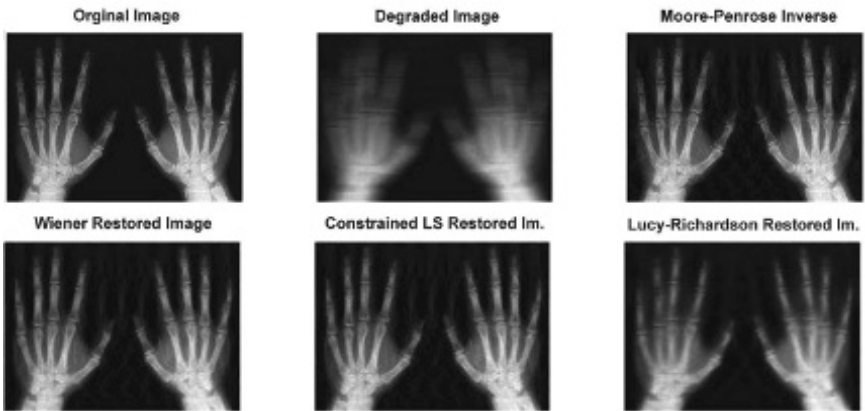 Orginal Image
Degraded Image
Moore-Penrose Inverse
Wiener Restored Image
Constrained LS Restored Im.
Lucy-Richardson Restored Im.